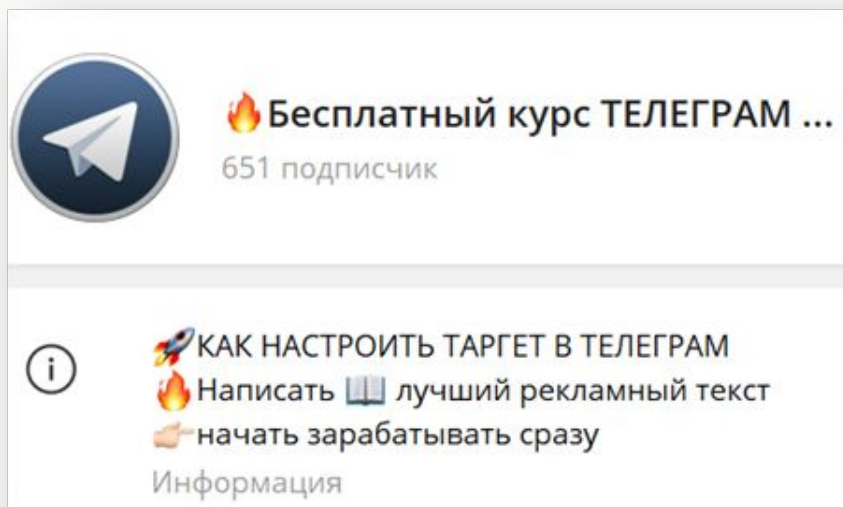 🔥Бесплатный курс ТЕЛЕГРАМ ...
651 подписчик
🚀КАК НАСТРОИТЬ ТАРГЕТ В ТЕЛЕГРАМ
🔥Написать 📖 лучший рекламный текст
👉🏻начать зарабатывать сразу
Информация